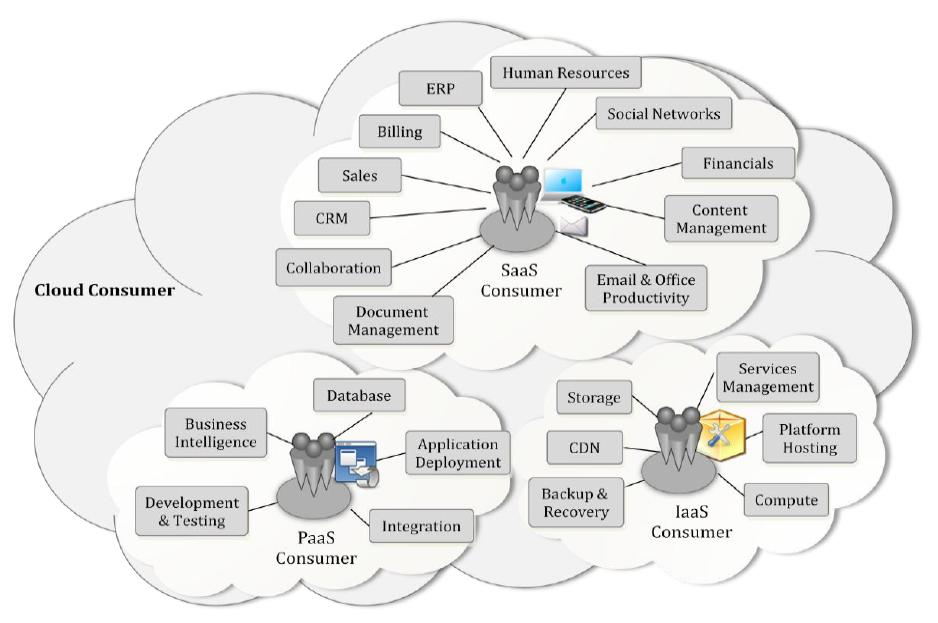 Human Resources
ERP
Social Networks
Billing
Financials
Sales
CRM
Content
Management
Collaboration
SaaS
Consumer
Email & Office
Productivity
Document
Management
Cloud Consumer
Database
Business
Intelligence
Application
Deployment
Development
& Testing
Integration
PaaS
Consumer
Services
Management
Storage
Platform
Hosting
CDN
Backup &
Recovery
Compute
IaaS
Consumer